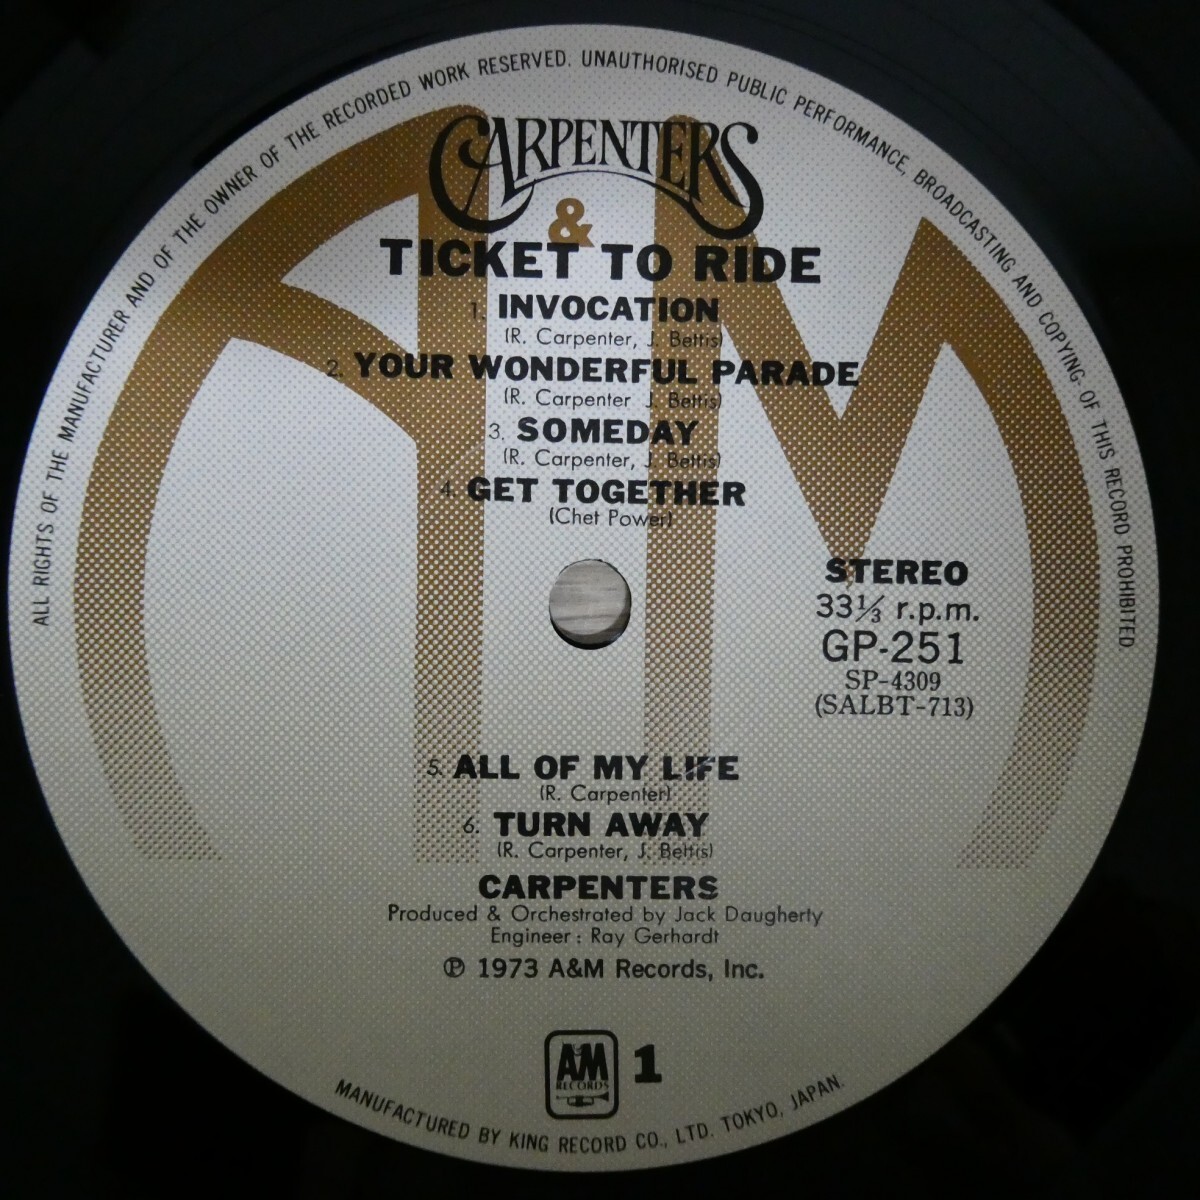 ALL RIGHTS OF THE MANUFACTURER AND OF THE OWNER OF THE RECORDED WORK RESERVED. UNAUTHORISED PUBLIC PERFORMANCE, BROADCASTING AND COPYING OF THIS RECORD PROHIBITED
CARPENTERS
&
TICKET TO RIDE
1. INVOCATION
(R. Carpenter, J. Bettis)
2. YOUR WONDERFUL PARADE
(R. Carpenter J. Bettis)
3. SOMEDAY
(R. Carpenter, J. Bettis)
4. GET TOGETHER
(Chet Power)
STEREO
33⅓ r.p.m.
GP-251
SP-4309
(SALBT-713)
5. ALL OF MY LIFE
(R. Carpenter)
6. TURN AWAY
(R. Carpenter, J. Bettis)
CARPENTERS
Produced & Orchestrated by Jack Daugherty
Engineer : Ray Gerhardt
℗ 1973 A&M Records, Inc.
A&M
RECORDS
1
MANUFACTURED BY KING RECORD CO., LTD. TOKYO, JAPAN.